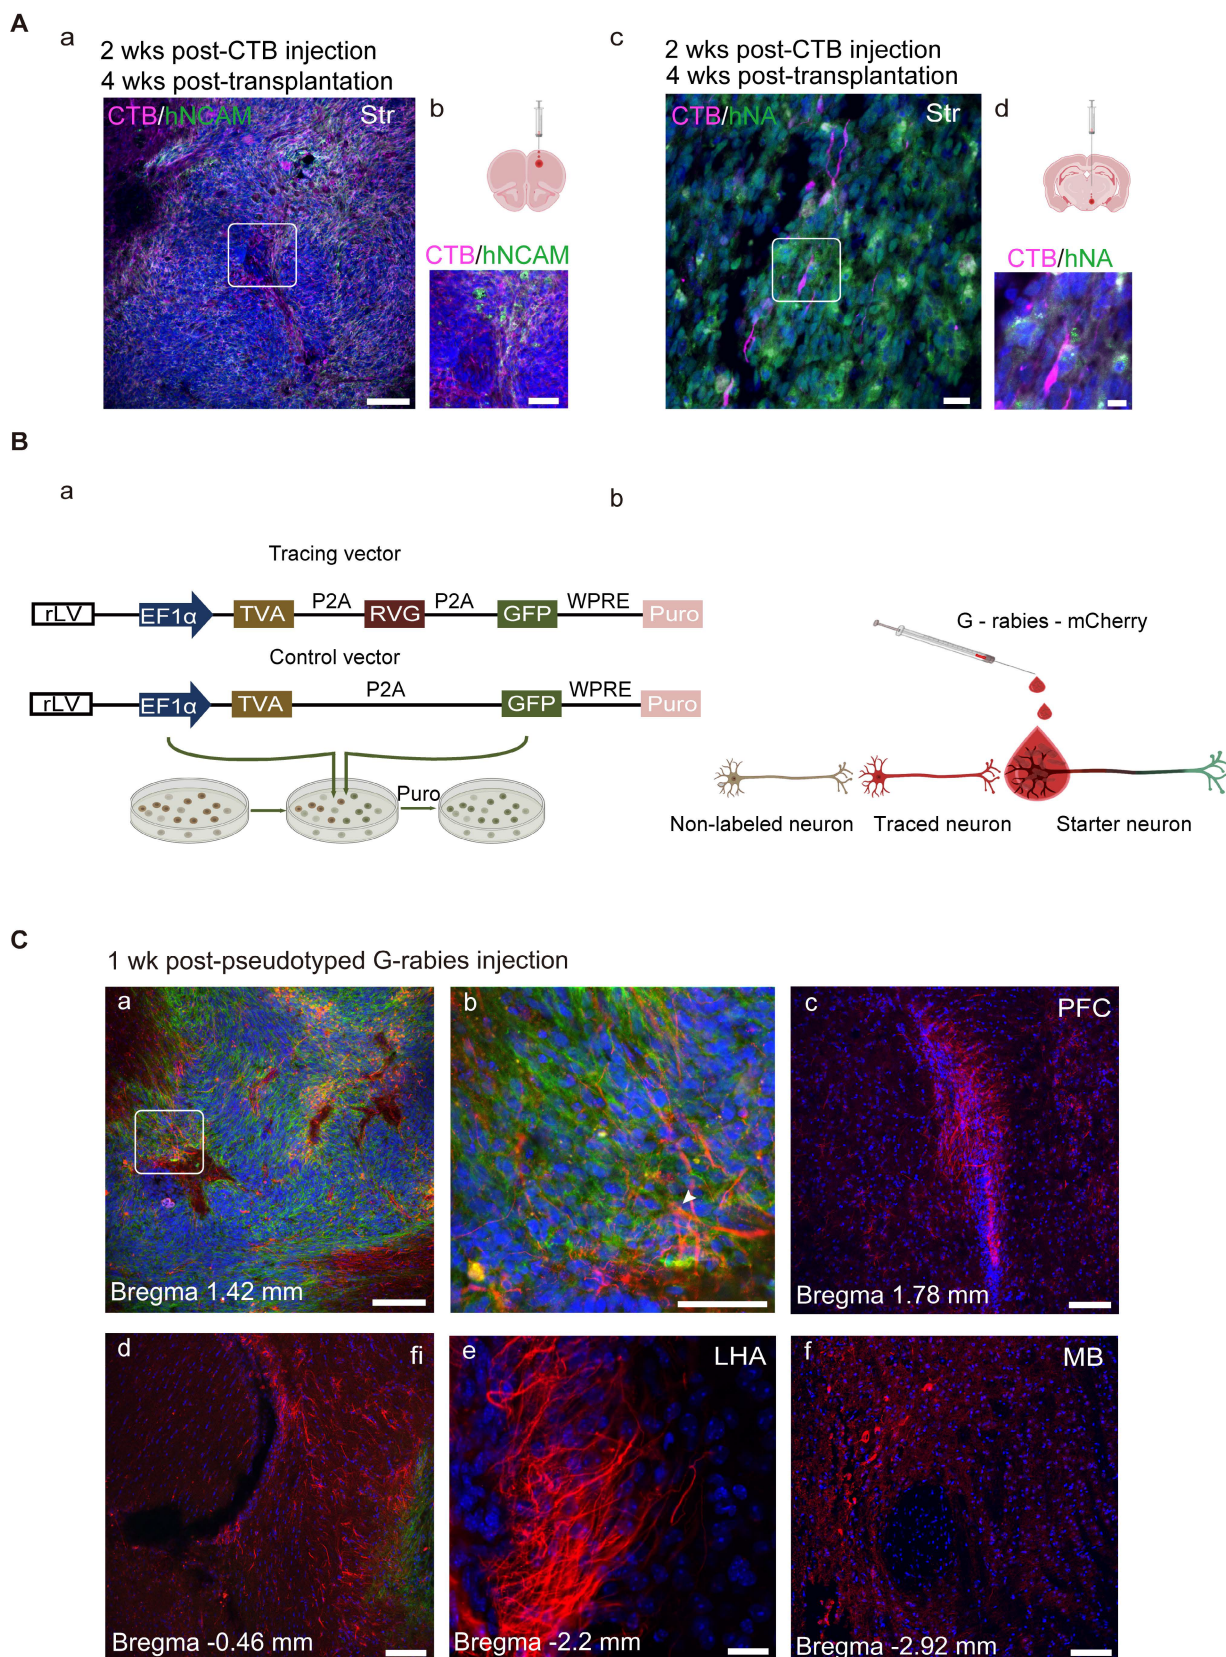 A
a
2 wks post-CTB injection
4 wks post-transplantation
CTB/hNCAM
Str
b
CTB/hNCAM
c
2 wks post-CTB injection
4 wks post-transplantation
CTB/hNA
Str
d
CTB/hNA
B
a
Tracing vector
rLV EF1α TVA P2A RVG P2A GFP WPRE Puro
Control vector
rLV EF1α TVA P2A GFP WPRE Puro
Puro
b
G - rabies - mCherry
Non-labeled neuron
Traced neuron
Starter neuron
C
1 wk post-pseudotyped G-rabies injection
a
Bregma 1.42 mm
b
c
PFC
Bregma 1.78 mm
d
fi
Bregma -0.46 mm
e
LHA
Bregma -2.2 mm
f
MB
Bregma -2.92 mm